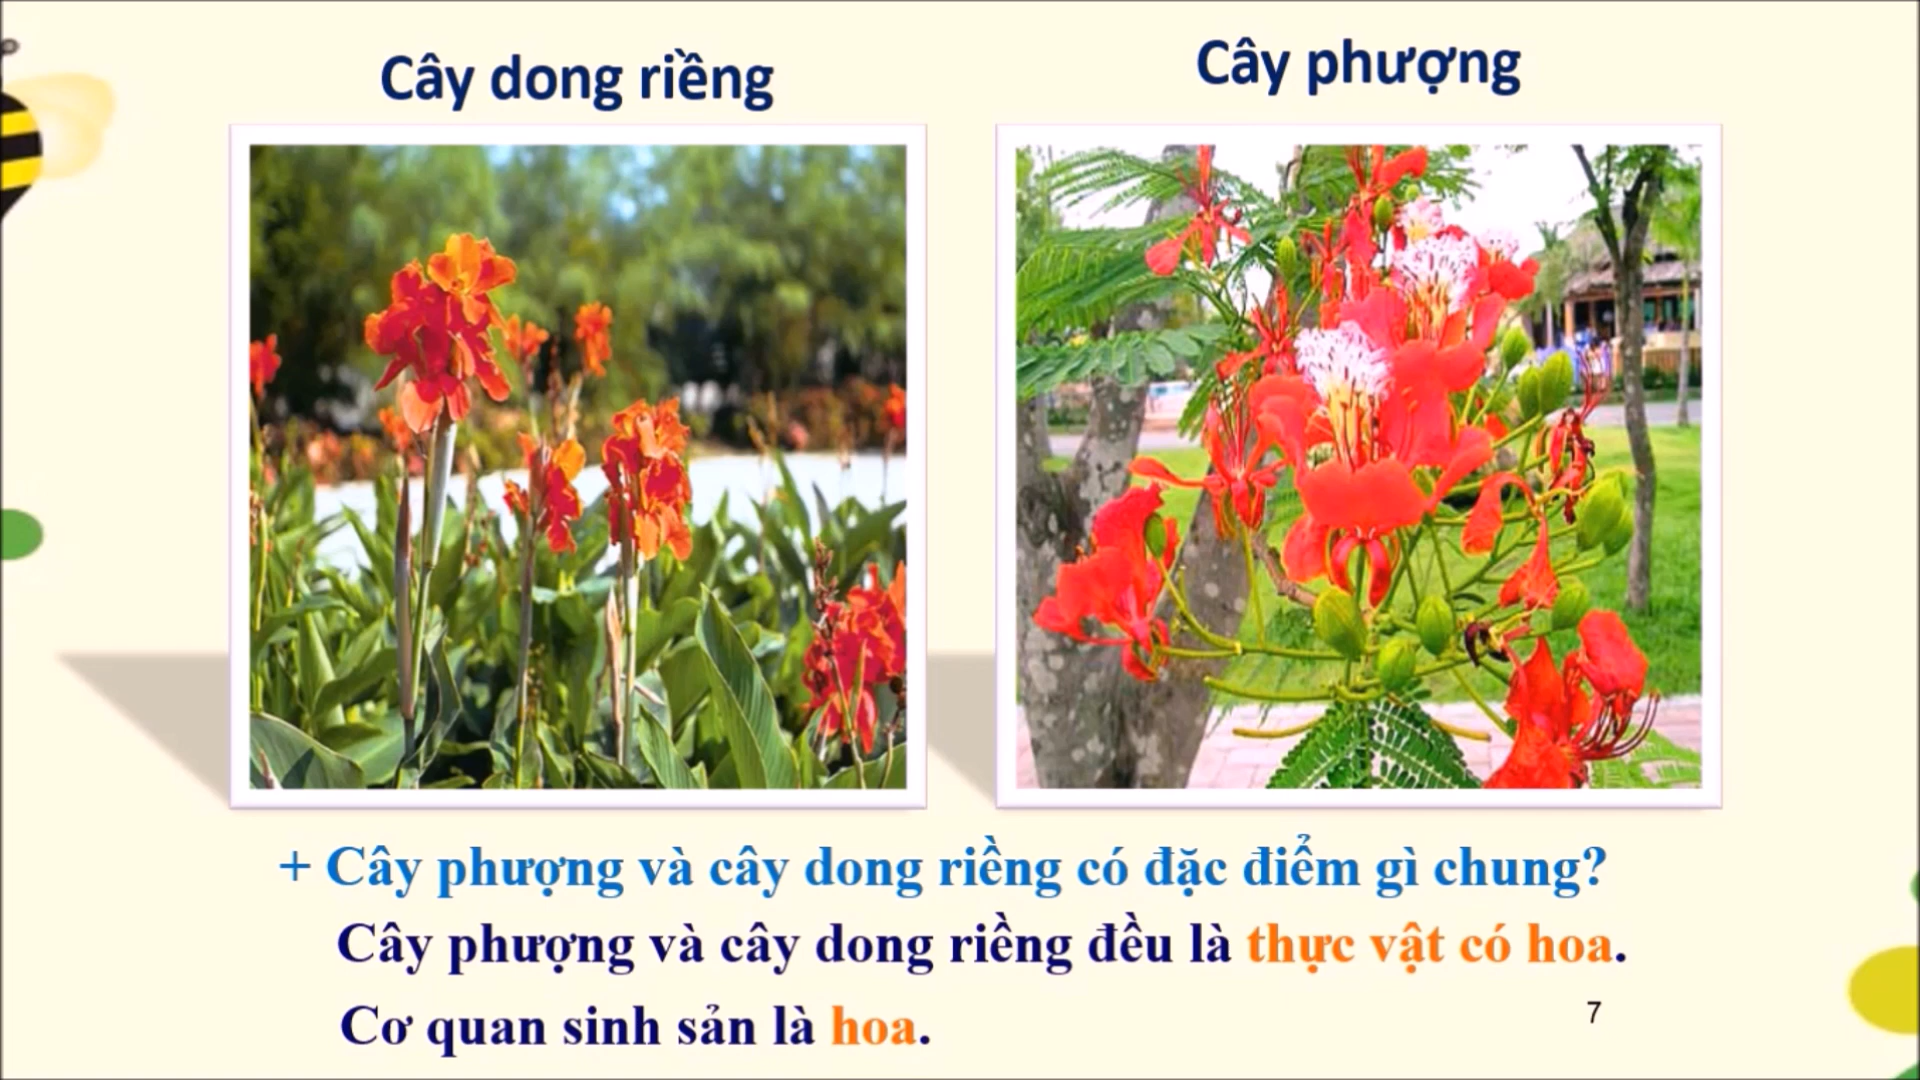 Cây dong riềng
Cây phượng
+ Cây phượng và cây dong riềng có đặc điểm gì chung?
Cây phượng và cây dong riềng đều là thực vật có hoa.
Cơ quan sinh sản là hoa.
7